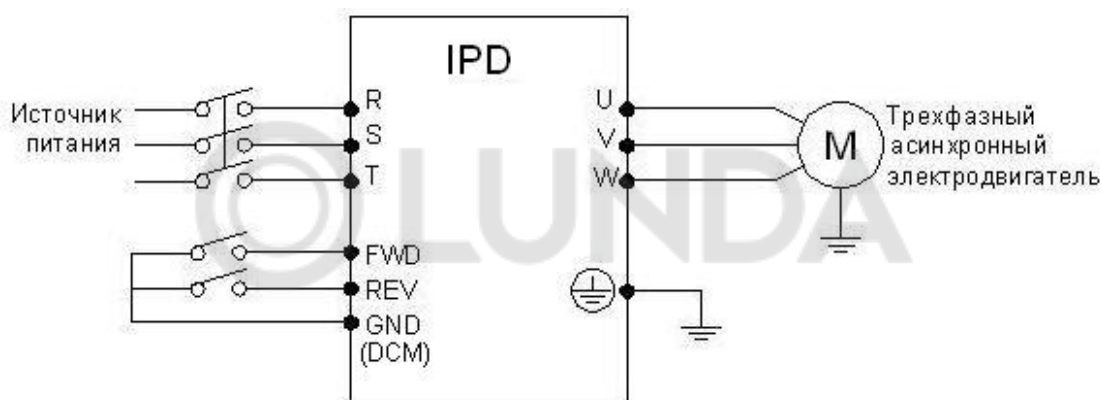 IPD
Источник
питания
R
S
T
FWD
REV
GND
(DCM)
U
V
W
M
Трехфазный
асинхронный
электродвигатель
LUNDA